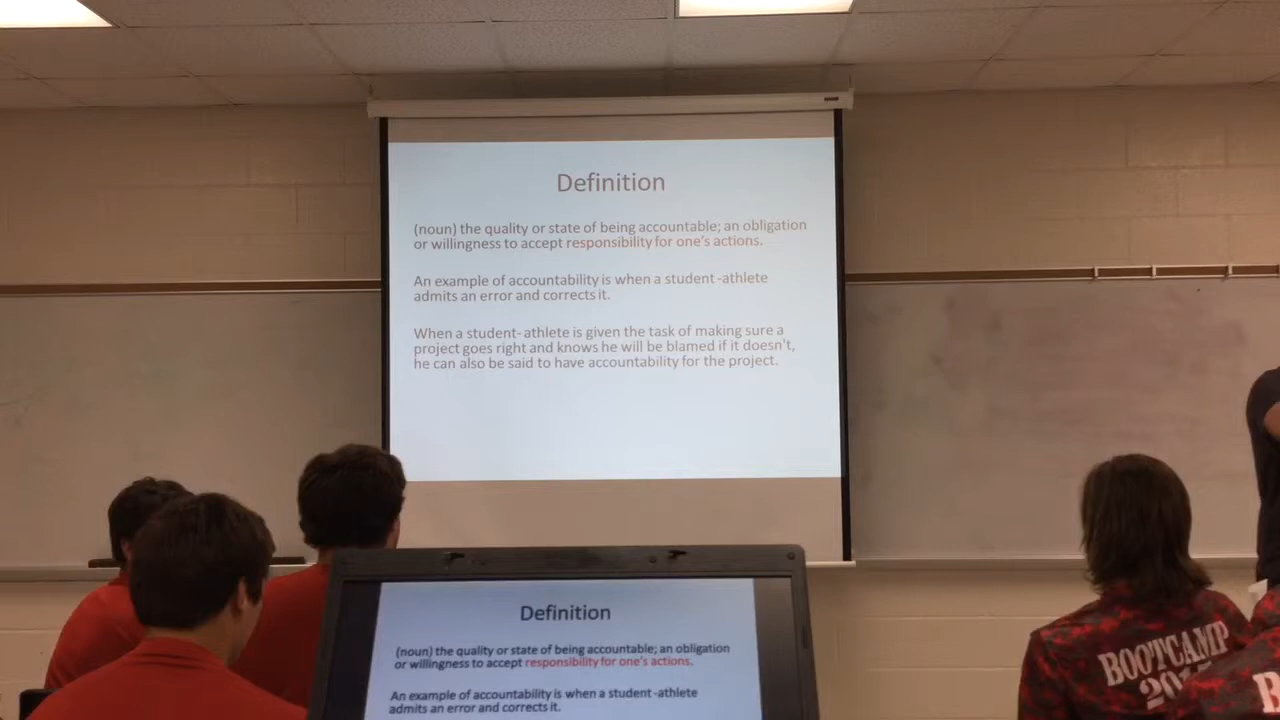 Definition
(noun) the quality or state of being accountable; an obligation
or willingness to accept responsibility for one's actions.
An example of accountability is when a student-athlete
admits an error and corrects it.
When a student-athlete is given the task of making sure a
project goes right and knows he will be blamed if it doesn't,
he can also be said to have accountability for the project.
Definition
(noun) the quality or state of being accountable; an obligation
or willingness to accept responsibility for one's actions.
An example of accountability is when a student-athlete
admits an error and corrects it.
BOOTCAMP